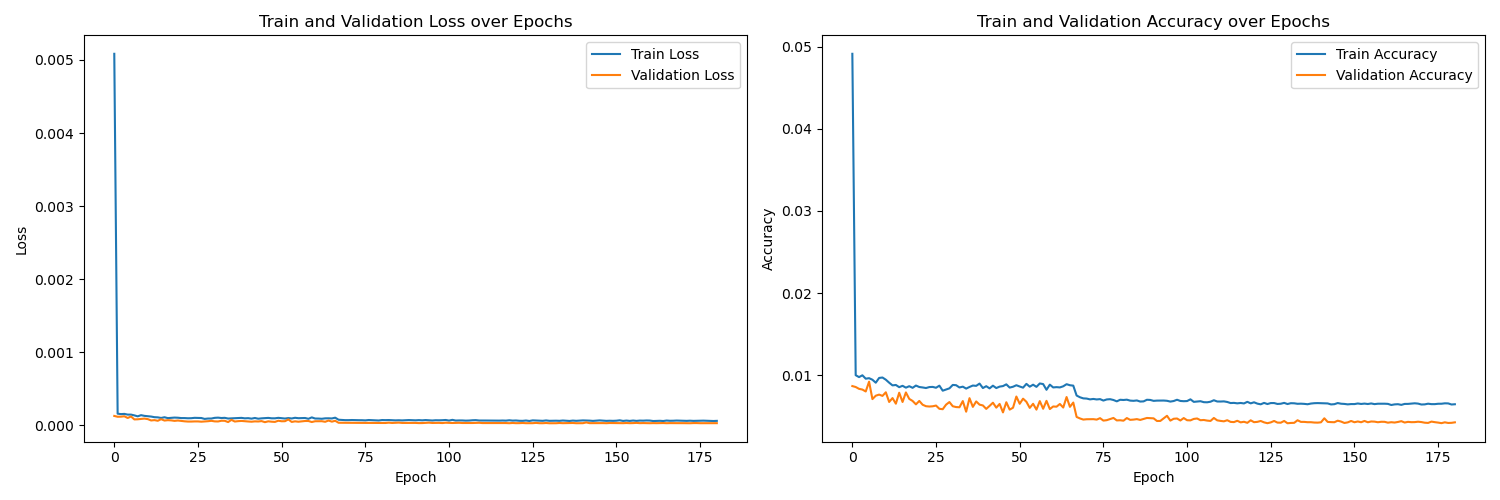 Train and Validation Loss over Epochs
Train Loss
Validation Loss
0.005
0.004
0.003
0.002
0.001
0.000
Loss
0
25
50
75
100
125
150
175
Epoch
Train and Validation Accuracy over Epochs
Train Accuracy
Validation Accuracy
0.05
0.04
0.03
0.02
0.01
Accuracy
0
25
50
75
100
125
150
175
Epoch